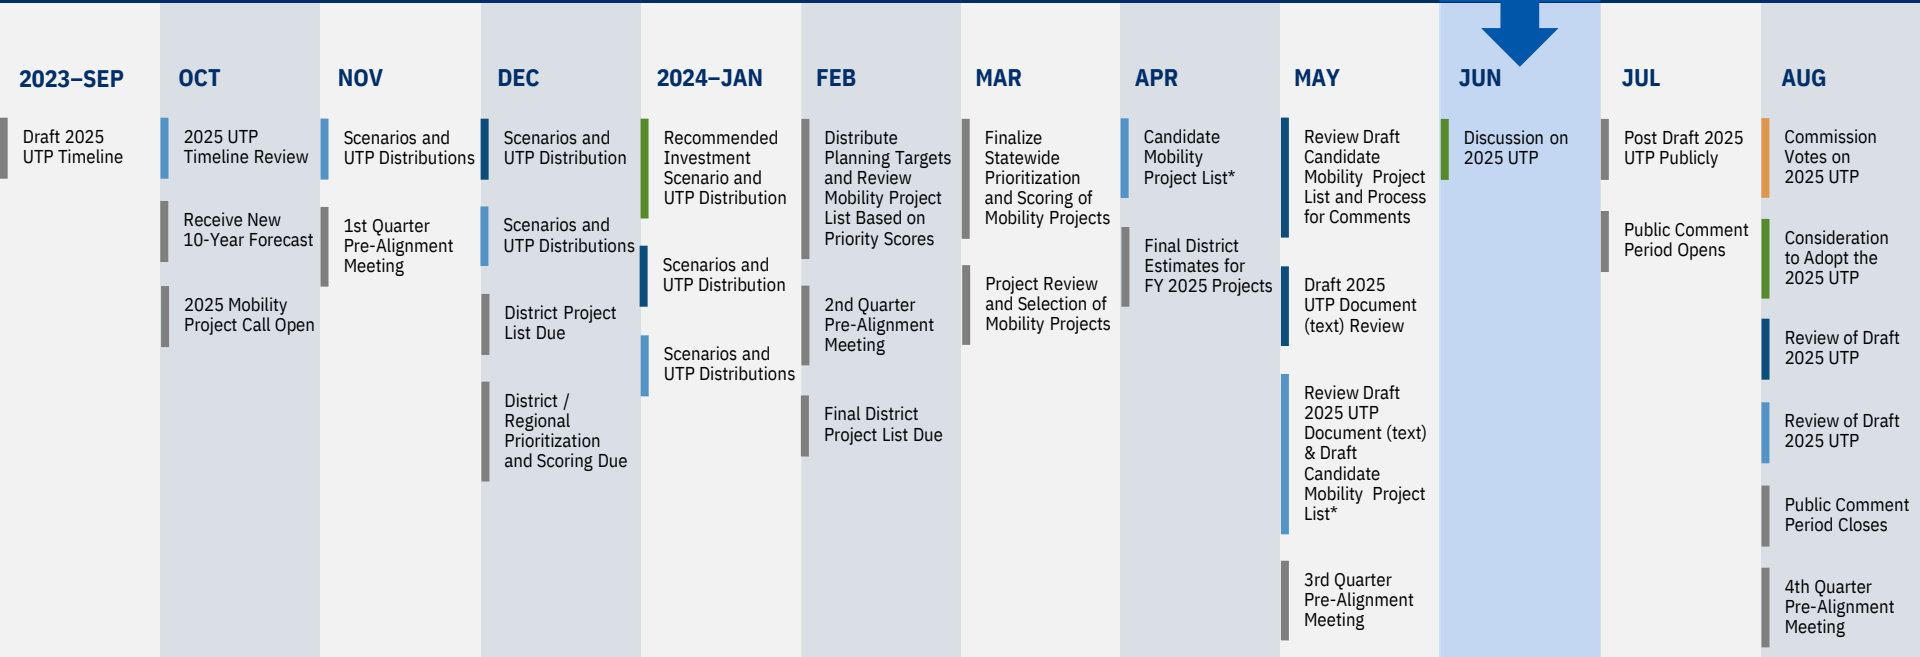 2023–SEP
Draft 2025
UTP Timeline
OCT
2025 UTP
Timeline Review
Receive New
10-Year Forecast
2025 Mobility
Project Call Open
NOV
Scenarios and
UTP Distributions
1st Quarter
Pre-Alignment
Meeting
DEC
Scenarios and
UTP Distribution
Scenarios and
UTP Distributions
District Project
List Due
District /
Regional
Prioritization
and Scoring Due
2024–JAN
Recommended
Investment
Scenario and
UTP Distribution
Scenarios and
UTP Distribution
Scenarios and
UTP Distributions
FEB
Distribute
Planning Targets
and Review
Mobility Project
List Based on
Priority Scores
2nd Quarter
Pre-Alignment
Meeting
Final District
Project List Due
MAR
Finalize
Statewide
Prioritization
and Scoring of
Mobility Projects
Project Review
and Selection of
Mobility Projects
APR
Candidate
Mobility
Project List*
Final District
Estimates for
FY 2025 Projects
MAY
Review Draft
Candidate
Mobility Project
List and Process
for Comments
Draft 2025
UTP Document
(text) Review
Review Draft
2025 UTP
Document (text)
& Draft
Candidate
Mobility Project
List*
3rd Quarter
Pre-Alignment
Meeting
JUN
Discussion on
2025 UTP
JUL
Post Draft 2025
UTP Publicly
Public Comment
Period Opens
AUG
Commission
Votes on
2025 UTP
Consideration
to Adopt the
2025 UTP
Review of Draft
2025 UTP
Review of Draft
2025 UTP
Public Comment
Period Closes
4th Quarter
Pre-Alignment
Meeting